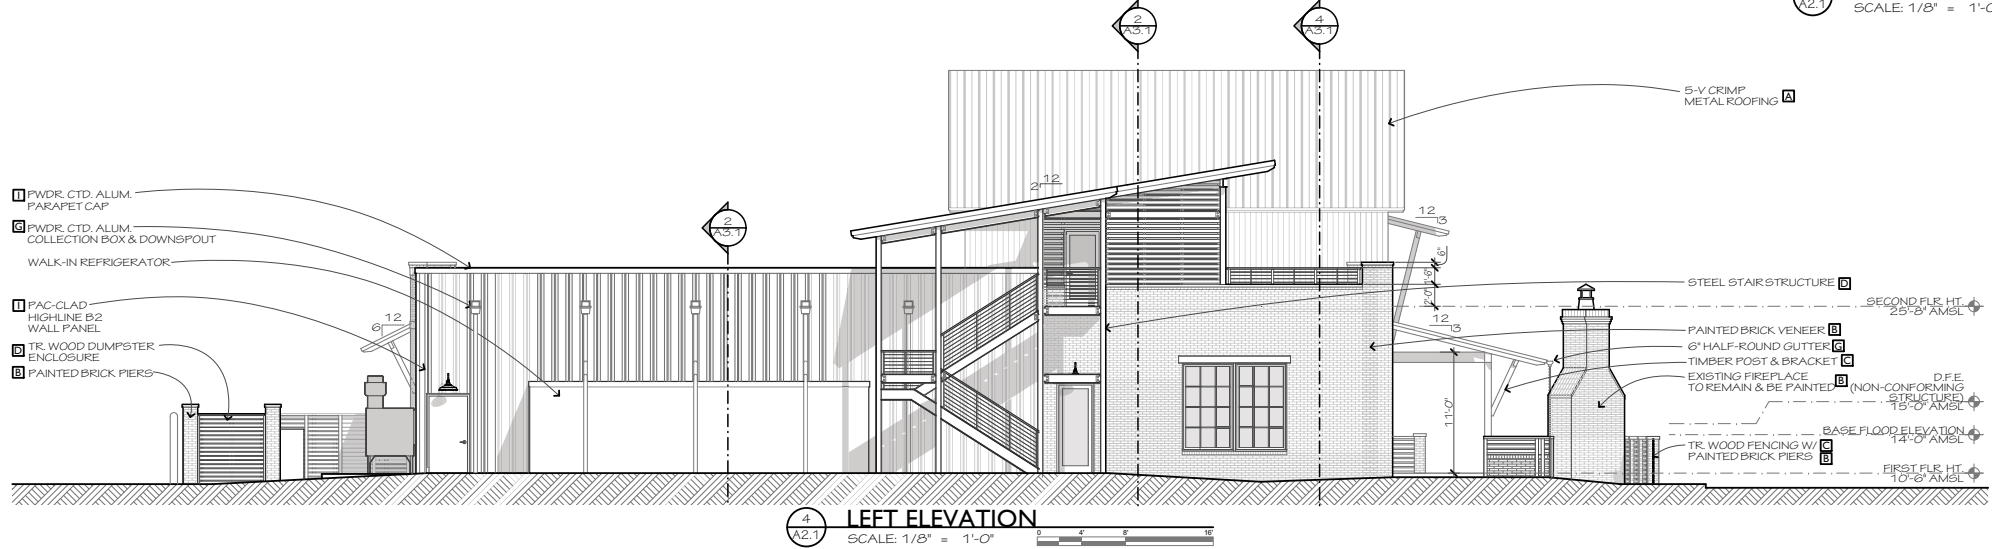 A2.1
SCALE: 1/8" = 1'-0
2
A3.1
4
A3.1
5-V CRIMP
METAL ROOFING A
I PWDR. CTD. ALUM.
PARAPET CAP
G PWDR. CTD. ALUM.
COLLECTION BOX & DOWNSPOUT
WALK-IN REFRIGERATOR
I PAC-CLAD
HIGHLINE B2
WALL PANEL
D TR. WOOD DUMPSTER
ENCLOSURE
B PAINTED BRICK PIERS
12
6
2
A3.1
12
2
12
3
6"
1'-6"
2'-0"
12
3
11'-0"
STEEL STAIR STRUCTURE D
SECOND FLR. HT.
25'-8" AMSL
PAINTED BRICK VENEER B
6" HALF-ROUND GUTTER G
TIMBER POST & BRACKET C
EXISTING FIREPLACE
TO REMAIN & BE PAINTED B
D.F.E.
(NON-CONFORMING
STRUCTURE)
15'-0" AMSL
BASE FLOOD ELEVATION
14'-0" AMSL
TR. WOOD FENCING W/ C
PAINTED BRICK PIERS B
FIRST FLR. HT.
10'-6" AMSL
4
A2.1
LEFT ELEVATION
SCALE: 1/8" = 1'-0"
0 4' 8' 16'